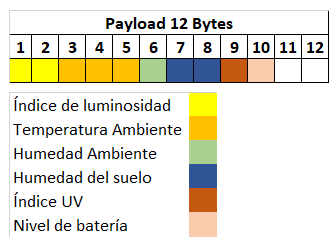 Payload 12 Bytes
1 2 3 4 5 6 7 8 9 10 11 12
Índice de luminosidad
Temperatura Ambiente
Humedad Ambiente
Humedad del suelo
Índice UV
Nivel de batería